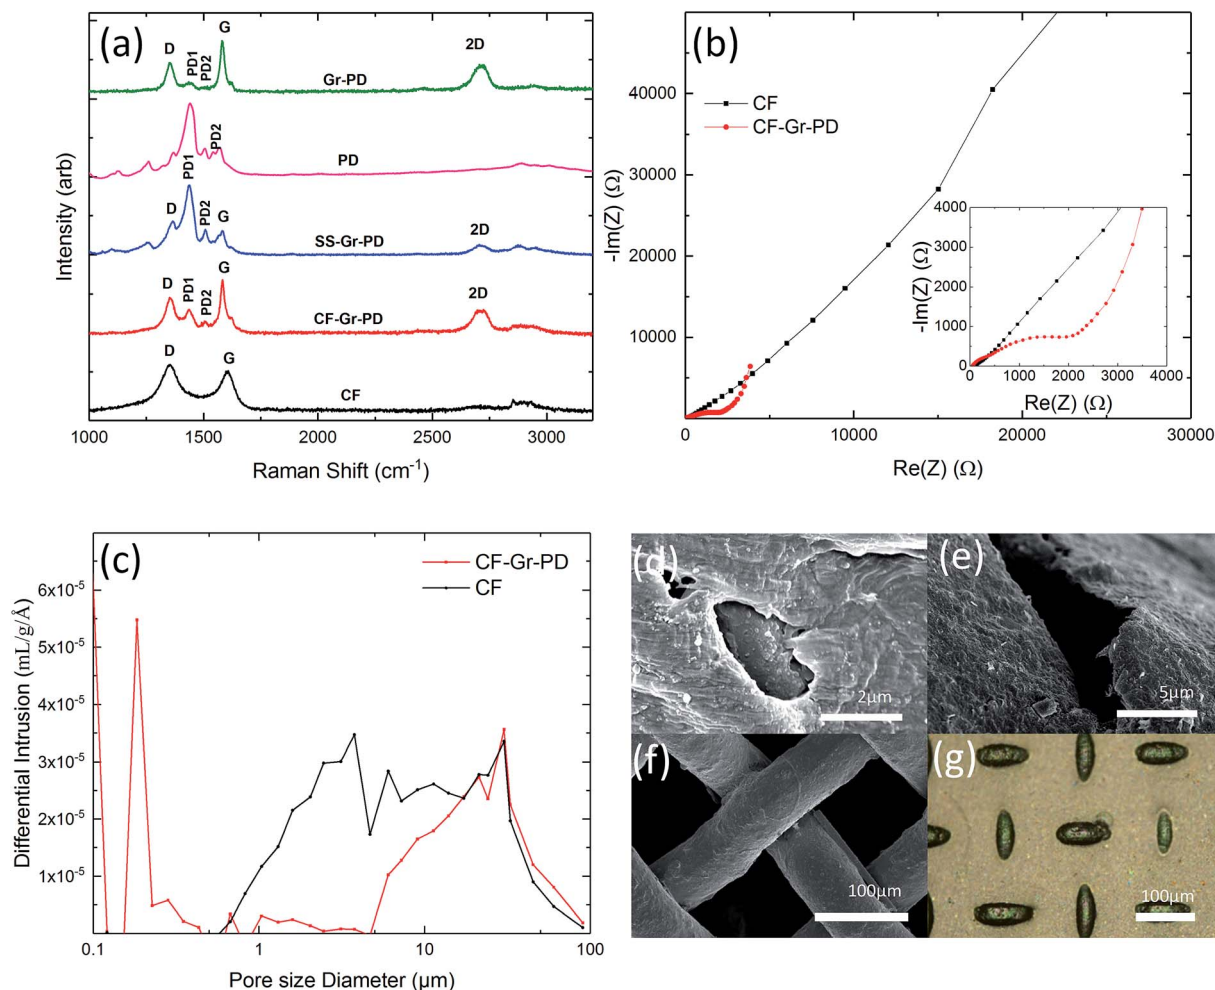 (a)
D
PD1
PD2
G
2D
Gr-PD
PD1
PD2
PD
D
PD2
G
2D
SS-Gr-PD
D
PD1
PD2
G
2D
CF-Gr-PD
D
G
CF
1000 1500 2000 2500 3000
Raman Shift (cm⁻¹)
Intensity (arb)
(b)
CF
CF-Gr-PD
-Im(Z) (Ω)
40000
30000
20000
10000
0
0 10000 20000 30000
Re(Z) (Ω)
-Im(Z) (Ω)
4000
3000
2000
1000
0
0 1000 2000 3000 4000
Re(Z) (Ω)
(c)
CF-Gr-PD
CF
Differential Intrusion (mL/g/Å)
6x10⁻⁵
5x10⁻⁵
4x10⁻⁵
3x10⁻⁵
2x10⁻⁵
1x10⁻⁵
0.1 1 10 100
Pore size Diameter (µm)
(d)
2µm
(e)
5µm
(f)
100µm
(g)
100µm